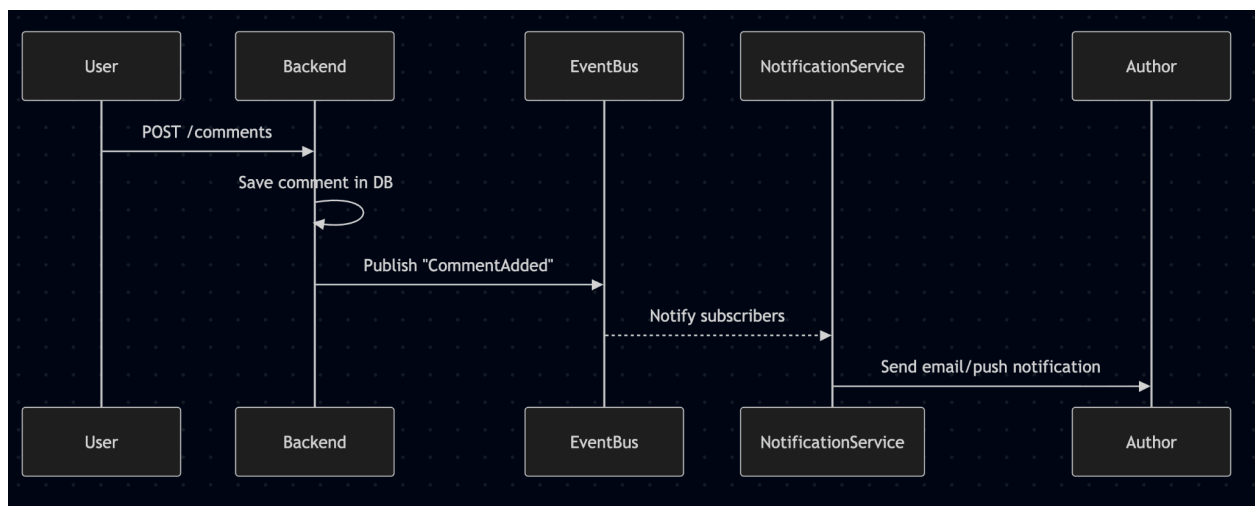 User
Backend
EventBus
NotificationService
Author
POST /comments
Save comment in DB
Publish "CommentAdded"
Notify subscribers
Send email/push notification
User
Backend
EventBus
NotificationService
Author